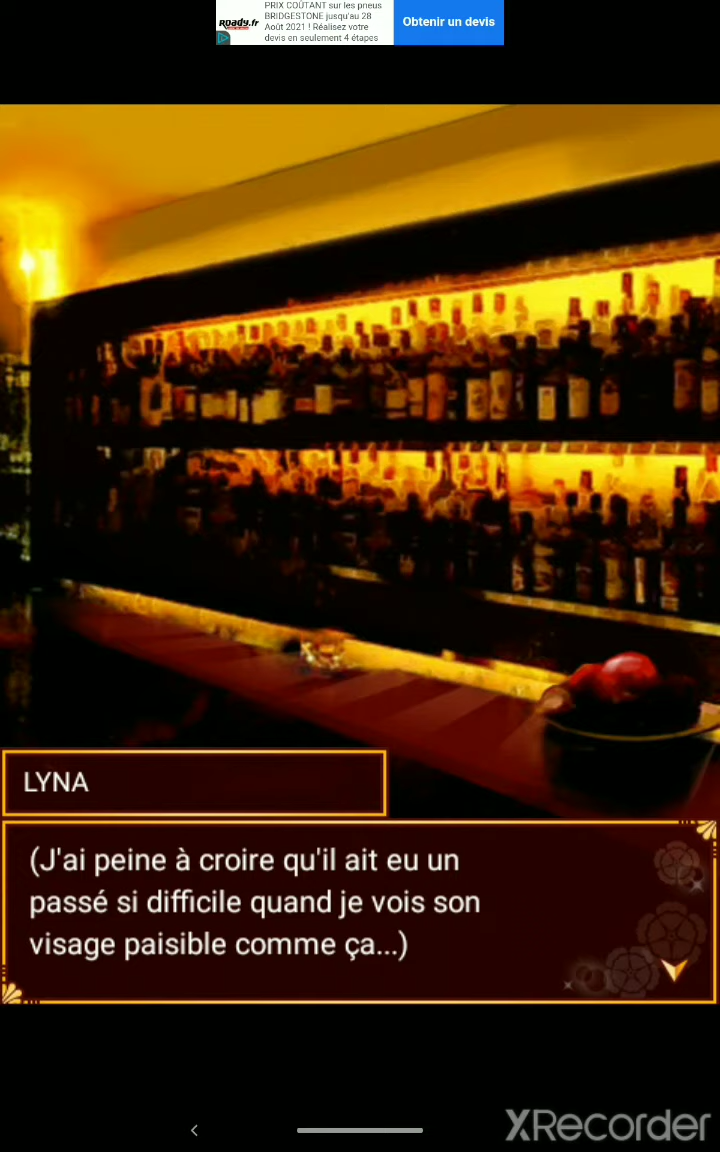 ROADY.fr
PRIX COÛTANT sur les pneus
BRIDGESTONE jusqu'au 28
Août 2021 ! Réalisez votre
devis en seulement 4 étapes
Obtenir un devis
LYNA
(J'ai peine à croire qu'il ait eu un
passé si difficile quand je vois son
visage paisible comme ça...)
XRecorder